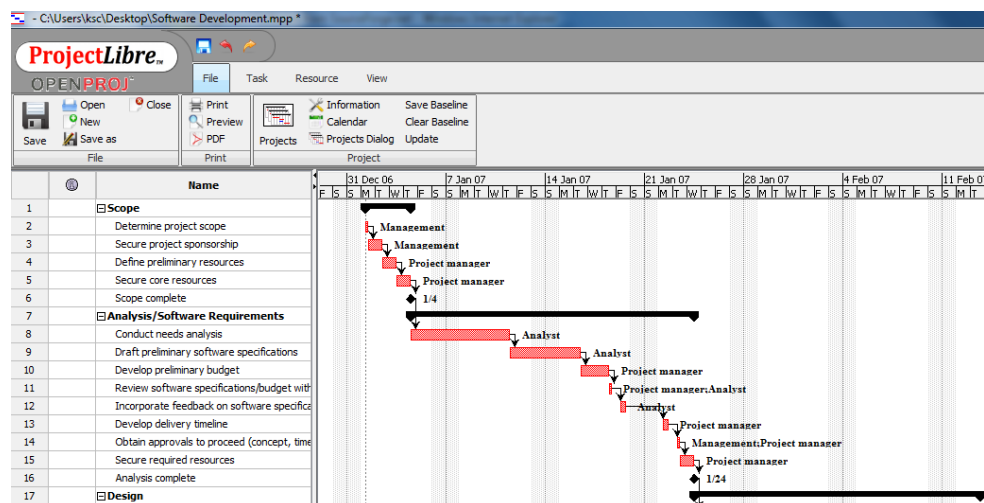 - C:\Users\ksc\Desktop\Software Development.mpp *
ProjectLibre™
OPENPROJ
File Task Resource View
Save
Open
New
Save as
Close
File
Print
Preview
PDF
Print
Projects
Information
Calendar
Projects Dialog
Save Baseline
Clear Baseline
Update
Project
Name
31 Dec 06 7 Jan 07 14 Jan 07 21 Jan 07 28 Jan 07 4 Feb 07 11 Feb 0
F S S M T W T F S S M T W T F S S M T W T F S S M T W T F S S M T W T F S S M T W T F S S M T
1 Scope
2 Determine project scope Management
3 Secure project sponsorship Management
4 Define preliminary resources Project manager
5 Secure core resources Project manager
6 Scope complete 1/4
7 Analysis/Software Requirements
8 Conduct needs analysis Analyst
9 Draft preliminary software specifications Analyst
10 Develop preliminary budget Project manager
11 Review software specifications/budget with Project manager;Analyst
12 Incorporate feedback on software specifica Analyst
13 Develop delivery timeline Project manager
14 Obtain approvals to proceed (concept, time Management;Project manager
15 Secure required resources Project manager
16 Analysis complete 1/24
17 Design